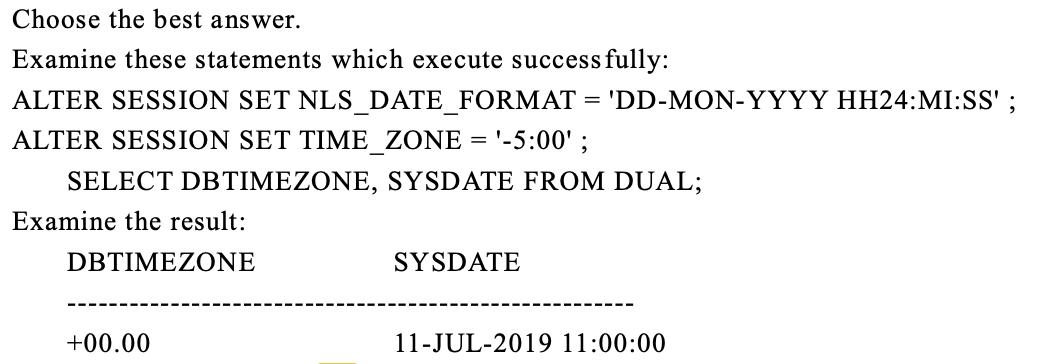 Choose the best answer.
Examine these statements which execute successfully:
ALTER SESSION SET NLS_DATE_FORMAT = 'DD-MON-YYYY HH24:MI:SS' ;
ALTER SESSION SET TIME_ZONE = '-5:00' ;
SELECT DBTIMEZONE, SYSDATE FROM DUAL;
Examine the result:
DBTIMEZONE SYSDATE
-------------------------------------------------------
+00.00 11-JUL-2019 11:00:00